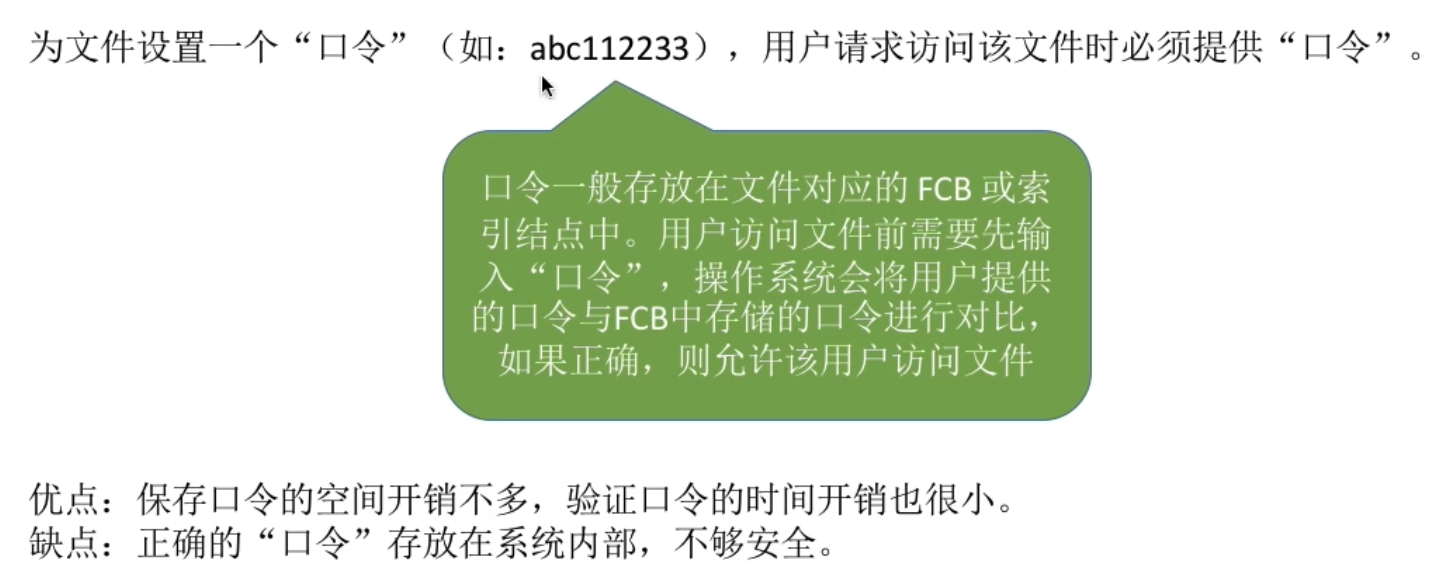 为文件设置一个“口令”（如：abc112233），用户请求访问该文件时必须提供“口令”。
口令一般存放在文件对应的 FCB 或索
引结点中。用户访问文件前需要先输
入“口令”，操作系统会将用户提供
的口令与FCB中存储的口令进行对比，
如果正确，则允许该用户访问文件
优点：保存口令的空间开销不多，验证口令的时间开销也很小。
缺点：正确的“口令”存放在系统内部，不够安全。